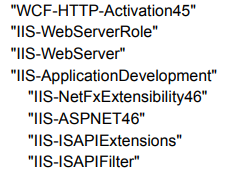 "WCF-HTTP-Activation45"
"IIS-WebServerRole"
"IIS-WebServer"
"IIS-ApplicationDevelopment"
"IIS-NetFxExtensibility46"
"IIS-ASPNET46"
"IIS-ISAPIExtensions"
"IIS-ISAPIFilter"